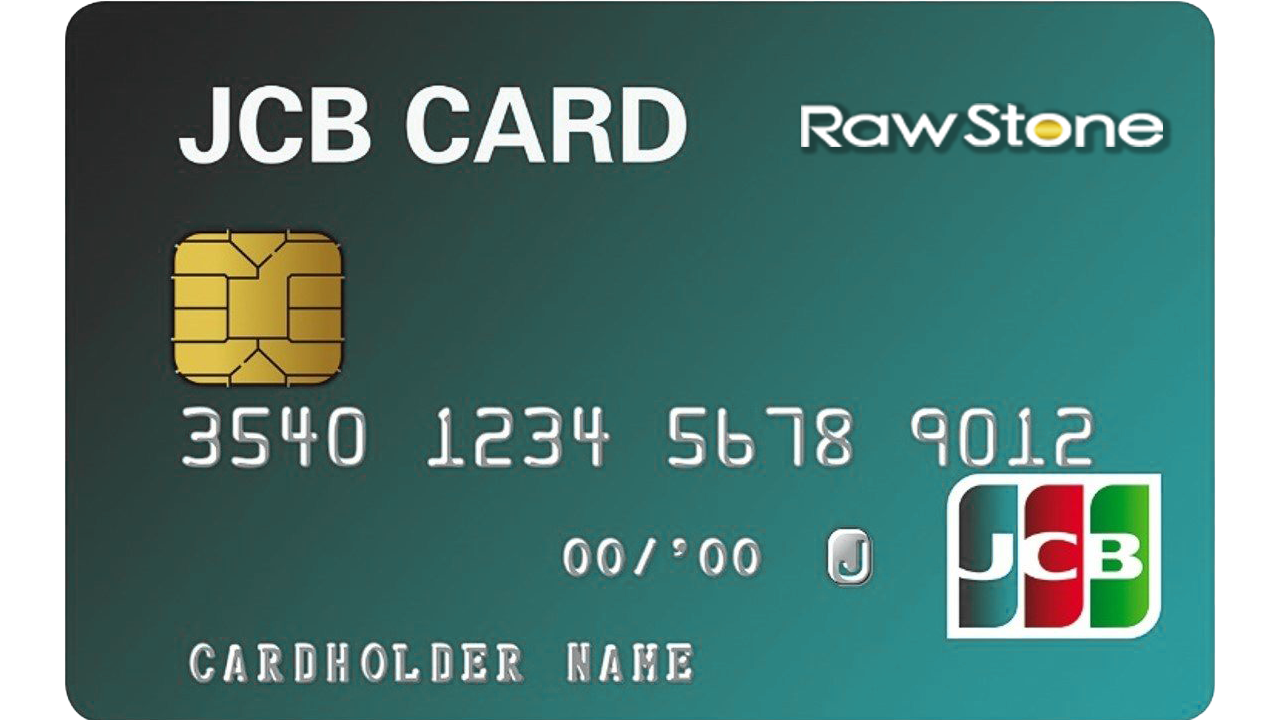 JCB CARD RawStone
3540 1234 5678 9012
00/’00 J
JCB
CARDHOLDER NAME